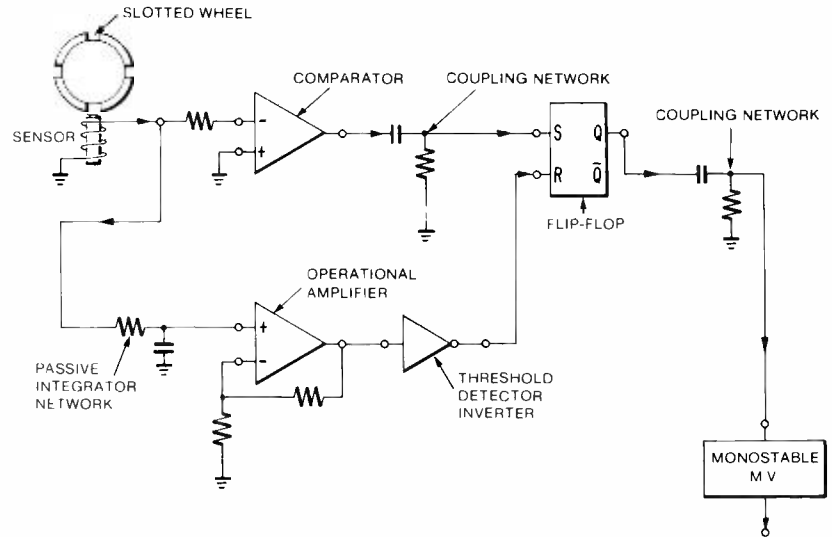 SLOTTED WHEEL
COMPARATOR
COUPLING NETWORK
COUPLING NETWORK
SENSOR
−
+
S Q
R Q̅
FLIP-FLOP
OPERATIONAL
AMPLIFIER
+
−
PASSIVE
INTEGRATOR
NETWORK
THRESHOLD
DETECTOR
INVERTER
MONOSTABLE
M V